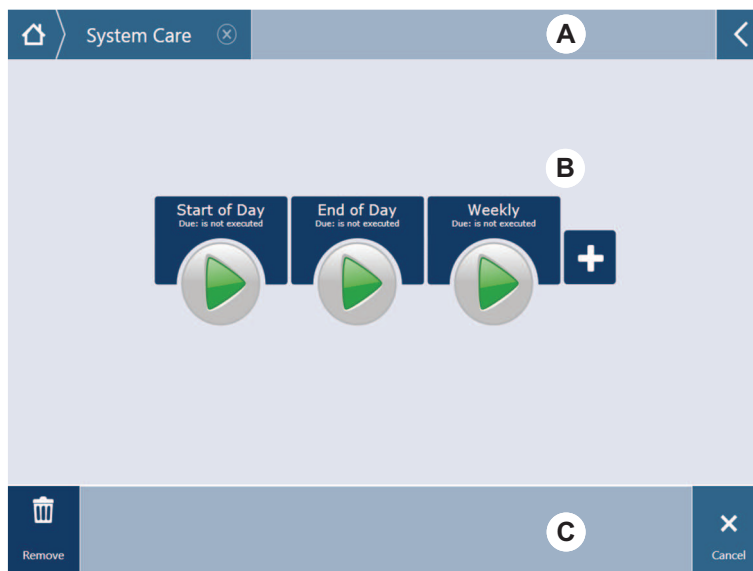 System Care
A
B
Start of Day
Due: is not executed
End of Day
Due: is not executed
Weekly
Due: is not executed
Remove
C
Cancel